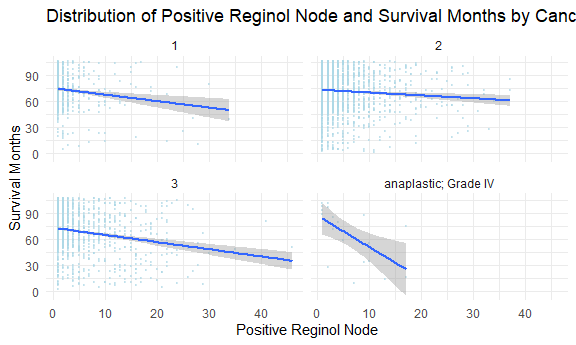 Distribution of Positive Reginol Node and Survival Months by Canc
1
2
90
60
30
0
3
anaplastic; Grade IV
90
60
30
0
0 10 20 30 40 0 10 20 30 40
Positive Reginol Node
Survival Months